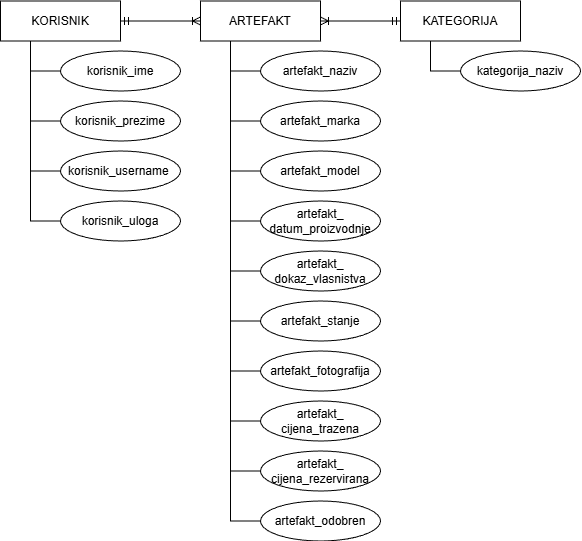 KORISNIK
ARTEFAKT
KATEGORIJA
korisnik_ime
korisnik_prezime
korisnik_username
korisnik_uloga
artefakt_naziv
artefakt_marka
artefakt_model
artefakt_
datum_proizvodnje
artefakt_
dokaz_vlasnistva
artefakt_stanje
artefakt_fotografija
artefakt_
cijena_trazena
artefakt_
cijena_rezervirana
artefakt_odobren
kategorija_naziv